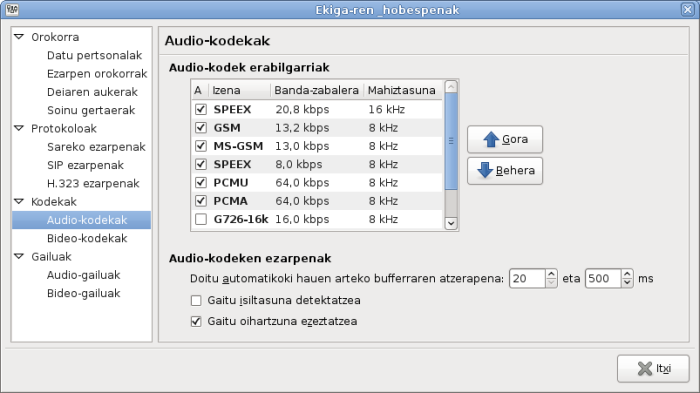 Ekiga-ren _hobespenak
Orokorra
Datu pertsonalak
Ezarpen orokorrak
Deiaren aukerak
Soinu gertaerak
Protokoloak
Sareko ezarpenak
SIP ezarpenak
H.323 ezarpenak
Kodekak
Audio-kodekak
Bideo-kodekak
Gailuak
Audio-gailuak
Bideo-gailuak
Audio-kodekak
Audio-kodek erabilgarriak
A Izena Banda-zabalera Mahiztasuna
SPEEX 20,8 kbps 16 kHz
GSM 13,2 kbps 8 kHz
MS-GSM 13,0 kbps 8 kHz
SPEEX 8,0 kbps 8 kHz
PCMU 64,0 kbps 8 kHz
PCMA 64,0 kbps 8 kHz
G726-16k 16,0 kbps 8 kHz
Gora
Behera
Audio-kodeken ezarpenak
Doitu automatikoki hauen arteko bufferraren atzerapena: 20 eta 500 ms
Gaitu isiltasuna detektatzea
Gaitu oihartzuna ezeztatzea
Itxi